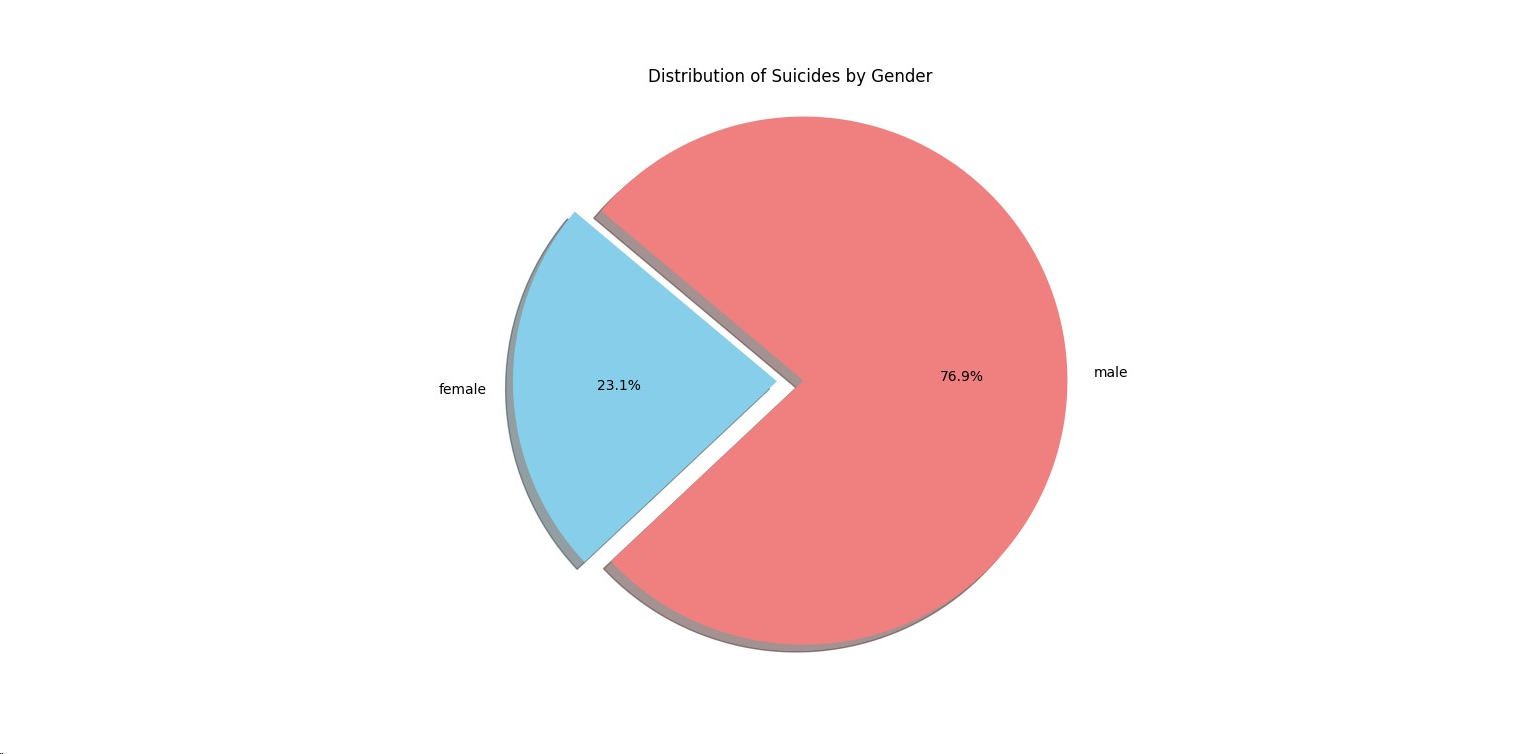 Distribution of Suicides by Gender
male
76.9%
23.1%
female